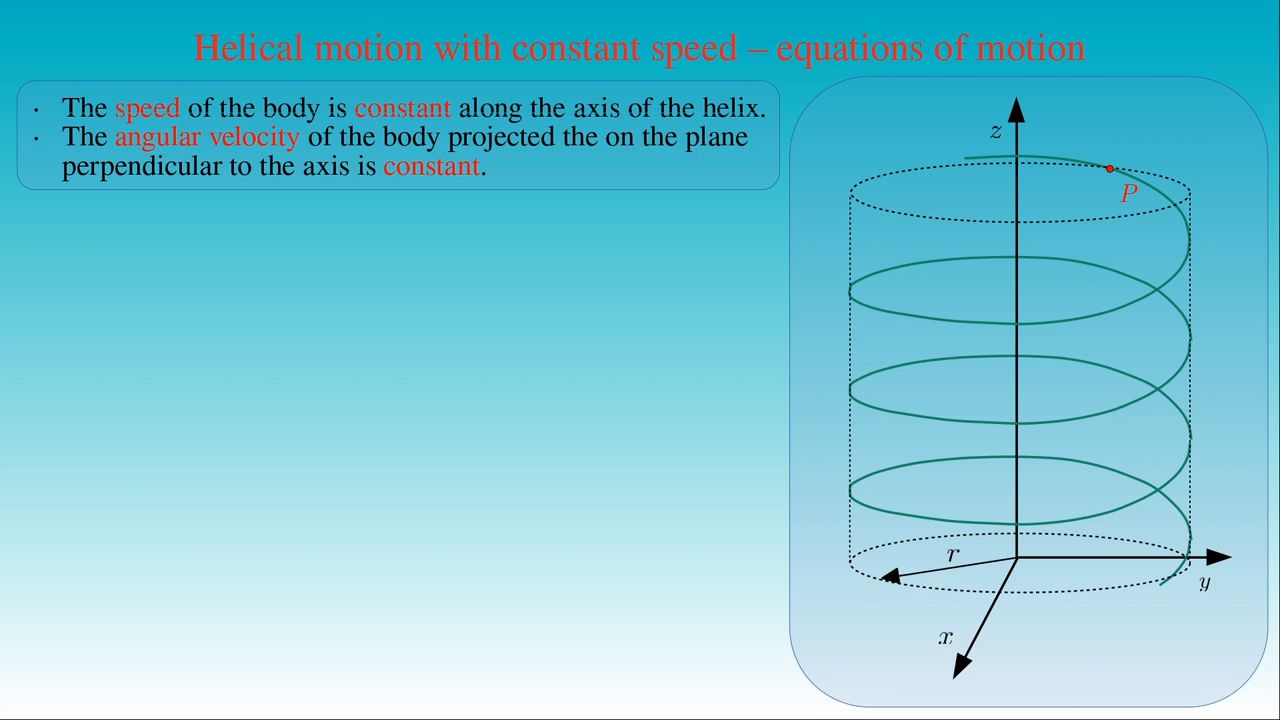 Helical motion with constant speed – equations of motion
· The speed of the body is constant along the axis of the helix.
· The angular velocity of the body projected the on the plane
perpendicular to the axis is constant.
z
P
r
y
x